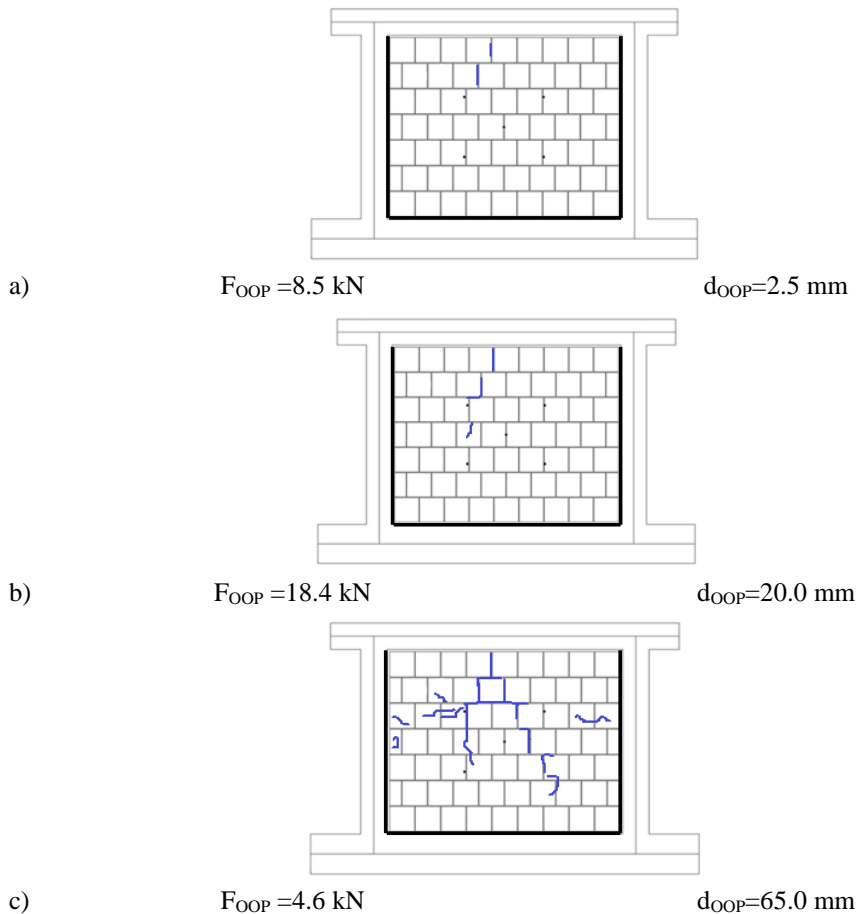 a) F_OOP =8.5 kN d_OOP=2.5 mm
b) F_OOP =18.4 kN d_OOP=20.0 mm
c) F_OOP =4.6 kN d_OOP=65.0 mm